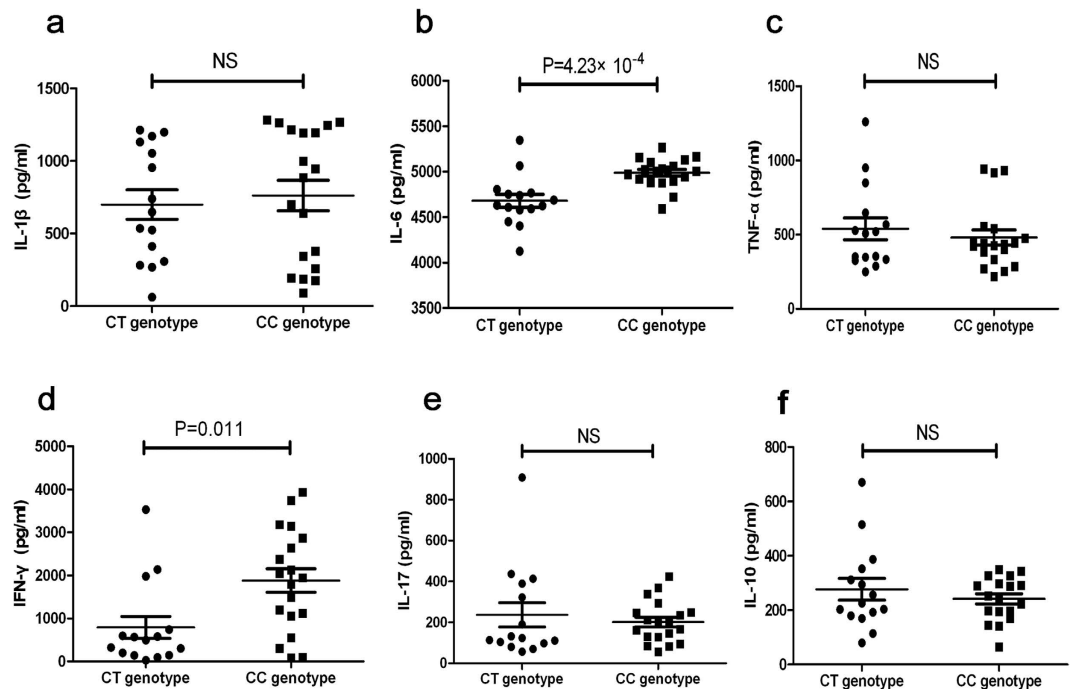 a
NS
IL-1β (pg/ml)
1500
1000
500
0
CT genotype
CC genotype
b
P=4.23× 10-4
IL-6 (pg/ml)
6000
5500
5000
4500
4000
3500
CT genotype
CC genotype
c
NS
TNF-α (pg/ml)
1500
1000
500
0
CT genotype
CC genotype
d
P=0.011
IFN-γ (pg/ml)
5000
4000
3000
2000
1000
0
CT genotype
CC genotype
e
NS
IL-17 (pg/ml)
1000
800
600
400
200
0
CT genotype
CC genotype
f
NS
IL-10 (pg/ml)
800
600
400
200
0
CT genotype
CC genotype